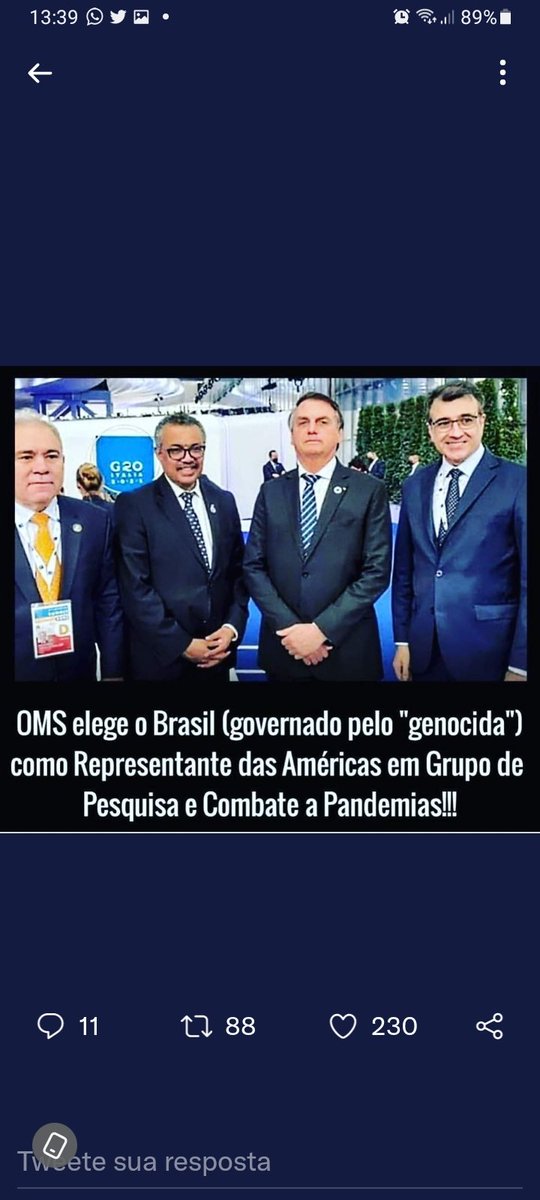 13:39
89%
G20
ITALIA
2021
D
OMS elege o Brasil (governado pelo "genocida")
como Representante das Américas em Grupo de
Pesquisa e Combate a Pandemias!!!
11
88
230
Tweete sua resposta